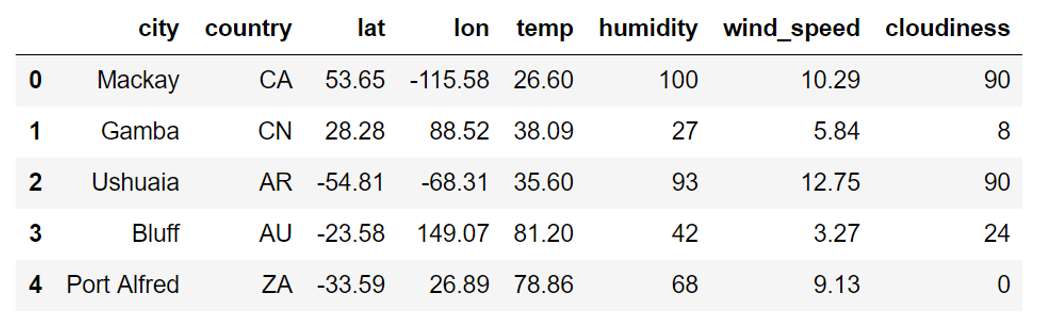 city country lat lon temp humidity wind_speed cloudiness
0 Mackay CA 53.65 -115.58 26.60 100 10.29 90
1 Gamba CN 28.28 88.52 38.09 27 5.84 8
2 Ushuaia AR -54.81 -68.31 35.60 93 12.75 90
3 Bluff AU -23.58 149.07 81.20 42 3.27 24
4 Port Alfred ZA -33.59 26.89 78.86 68 9.13 0